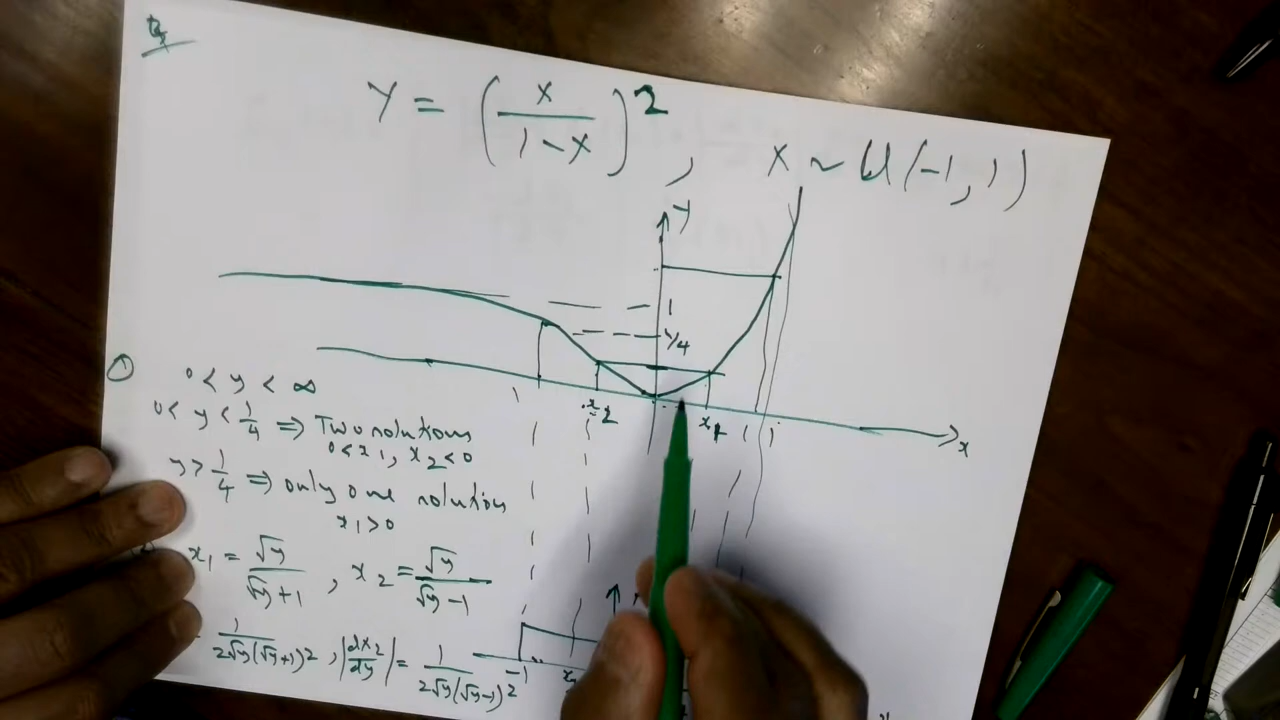 Q
Y = (x / 1-x)^2 , X ~ U(-1, 1)
Y
1
1/4
x2 x1 1 x
① 0 < y < ∞
0 < y < 1/4 ⇒ Two solutions
0 < x1, x2 < 0
y > 1/4 ⇒ only one solution
x1 > 0
x1 = √y / √y+1 , x2 = √y / √y-1
1 / 2√y(√y+1)2 , |dx2/dy| = 1 / 2√y(√y-1)2
-1